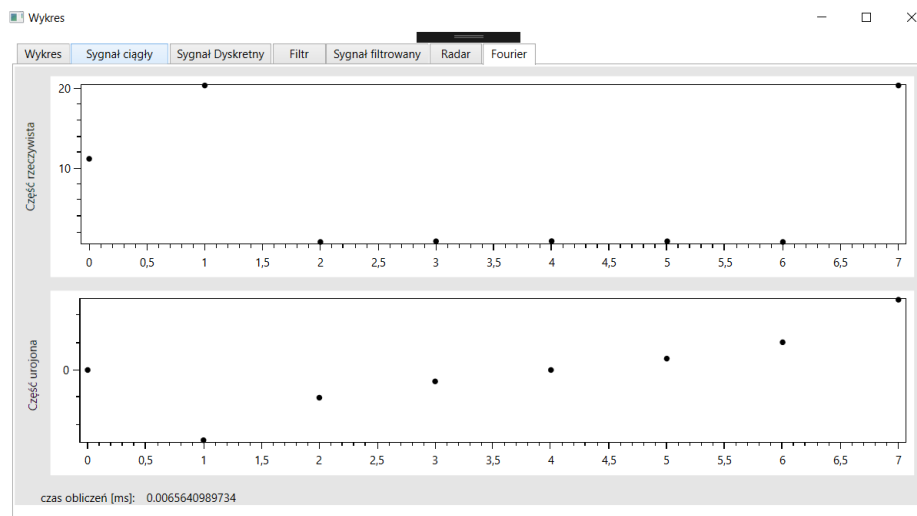 Wykres
Wykres Sygnał ciągły Sygnał Dyskretny Filtr Sygnał filtrowany Radar Fourier
Część rzeczywista
20
10
0 0,5 1 1,5 2 2,5 3 3,5 4 4,5 5 5,5 6 6,5 7
Część urojona
0
0 0,5 1 1,5 2 2,5 3 3,5 4 4,5 5 5,5 6 6,5 7
czas obliczeń [ms]: 0.0065640989734